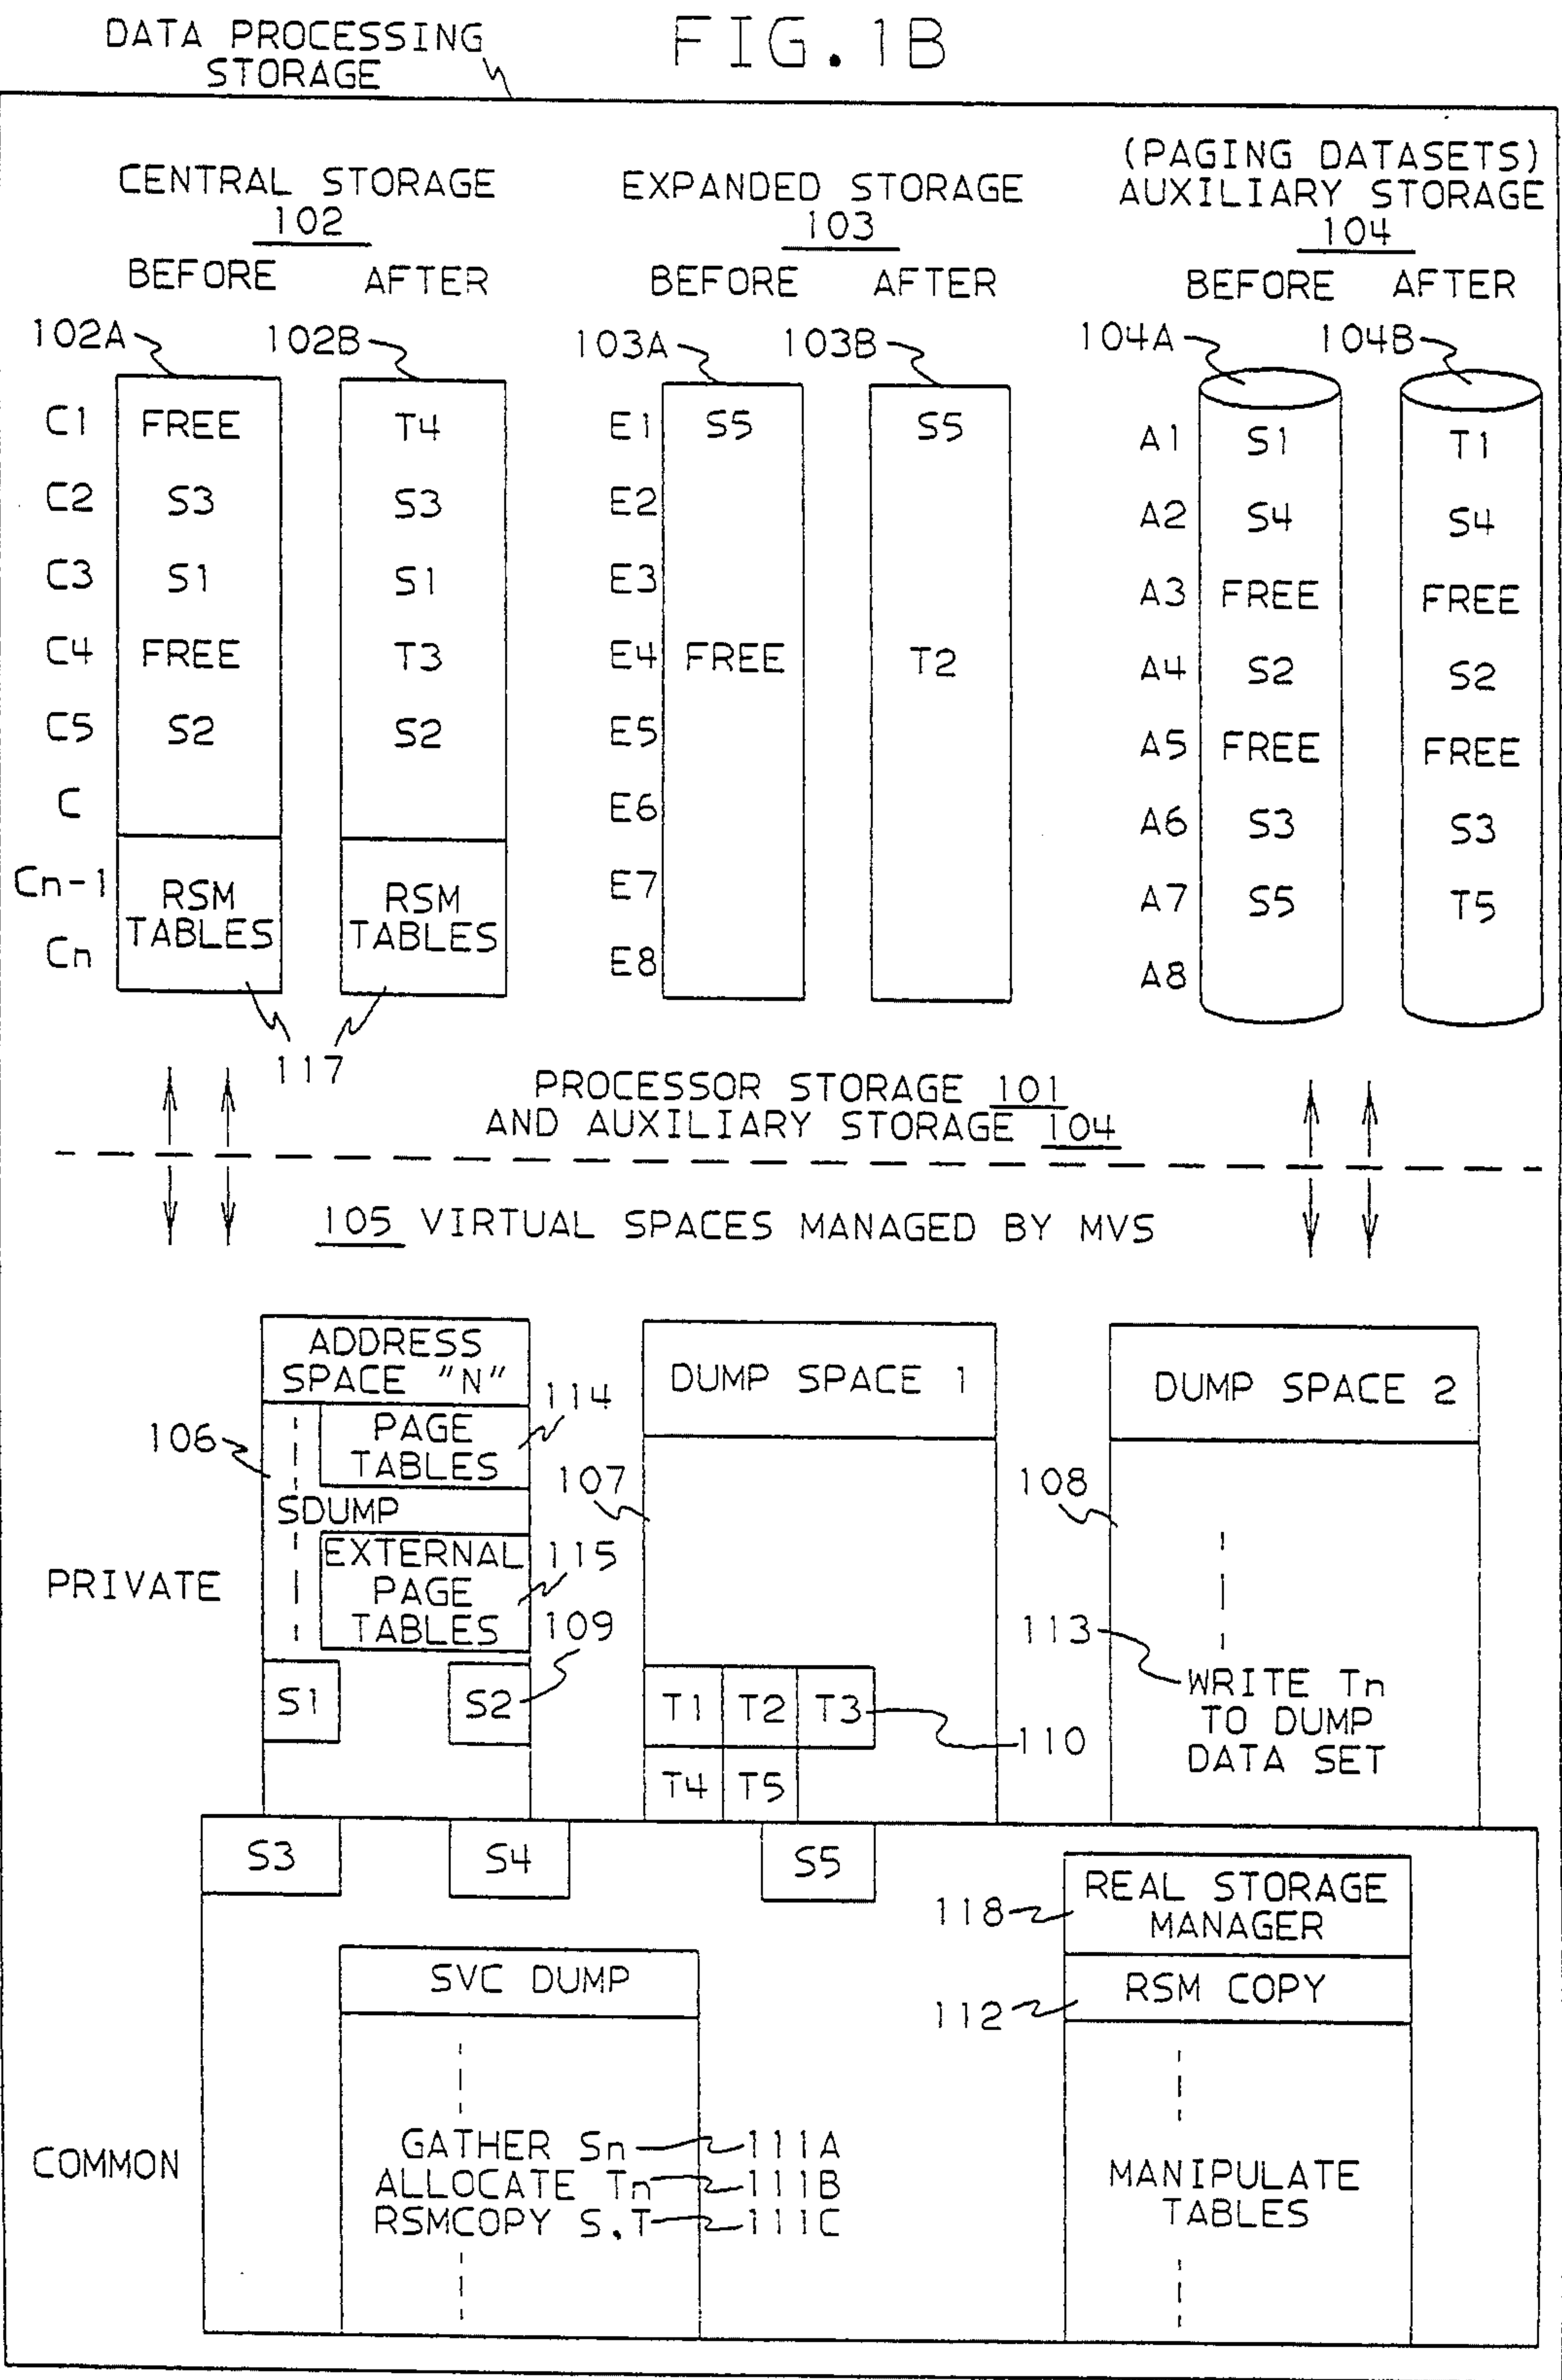 FIG.1B
DATA PROCESSING
STORAGE
CENTRAL STORAGE
102
BEFORE AFTER
EXPANDED STORAGE
103
BEFORE AFTER
(PAGING DATASETS)
AUXILIARY STORAGE
104
BEFORE AFTER
102A 102B 103A 103B 104A 104B
C1 FREE T4 E1 S5 S5 A1 S1 T1
C2 S3 S3 E2 A2 S4 S4
C3 S1 S1 E3 A3 FREE FREE
C4 FREE T3 E4 FREE T2 A4 S2 S2
C5 S2 S2 E5 A5 FREE FREE
C E6 A6 S3 S3
Cn-1 E7 A7 S5 T5
RSM TABLES RSM TABLES
Cn E8 A8
117
PROCESSOR STORAGE 101
AND AUXILIARY STORAGE 104
105 VIRTUAL SPACES MANAGED BY MVS
PRIVATE
ADDRESS
SPACE "N"
106
PAGE
TABLES
114
SDUMP
EXTERNAL
PAGE
TABLES
115
109
S1 S2
DUMP SPACE 1
107
T1 T2 T3
110
T4 T5
DUMP SPACE 2
108
113
WRITE Tn
TO DUMP
DATA SET
COMMON
S3 S4 S5
SVC DUMP
GATHER Sn 111A
ALLOCATE Tn 111B
RSMCOPY S.T 111C
118
REAL STORAGE
MANAGER
112
RSM COPY
MANIPULATE
TABLES